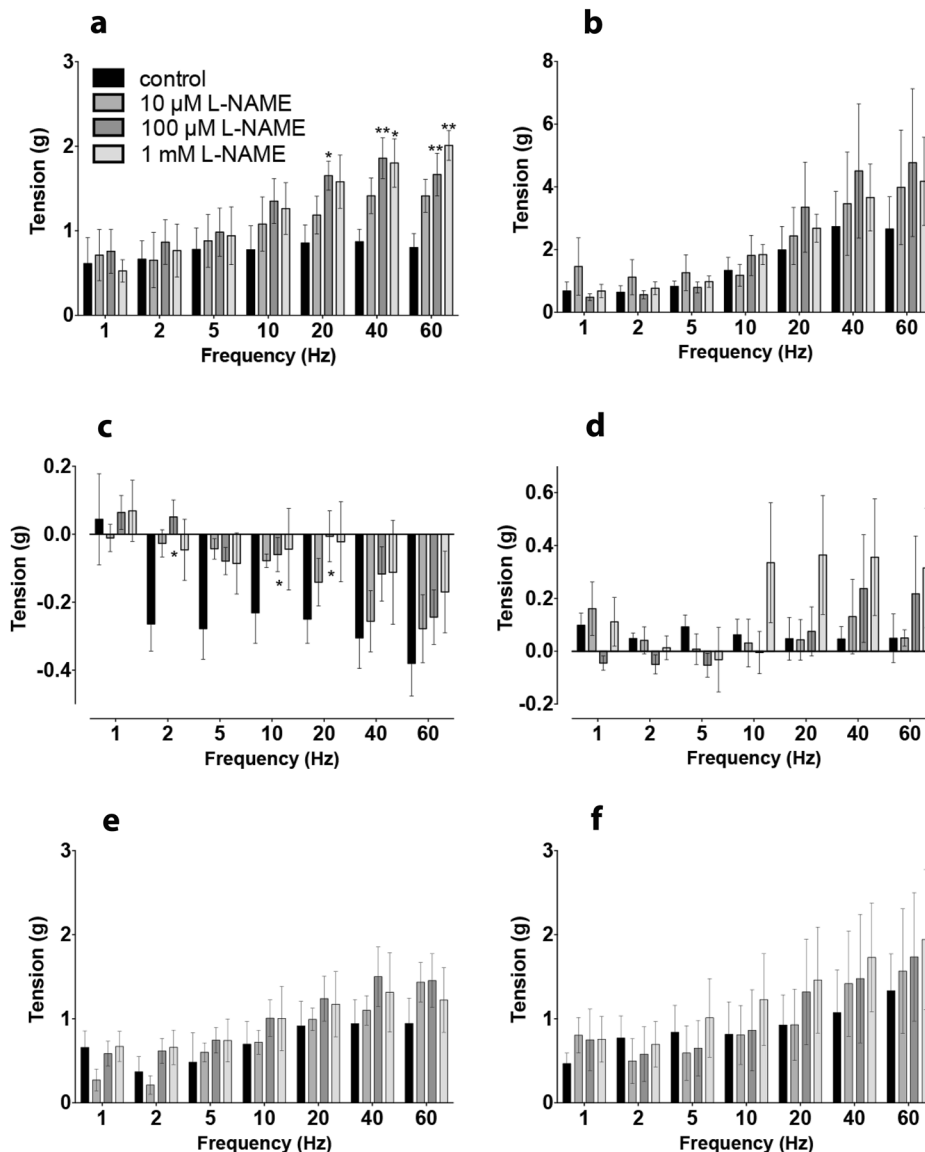 a
3
2
1
0
Tension (g)
control
10 µM L-NAME
100 µM L-NAME
1 mM L-NAME
*
** *
**
**
1 2 5 10 20 40 60
Frequency (Hz)
b
8
6
4
2
0
Tension (g)
1 2 5 10 20 40 60
Frequency (Hz)
c
0.2
0.0
-0.2
-0.4
Tension (g)
*
*
*
1 2 5 10 20 40 60
Frequency (Hz)
d
0.6
0.4
0.2
0.0
-0.2
Tension (g)
1 2 5 10 20 40 60
Frequency (Hz)
e
3
2
1
0
Tension (g)
1 2 5 10 20 40 60
Frequency (Hz)
f
3
2
1
0
Tension (g)
1 2 5 10 20 40 60
Frequency (Hz)